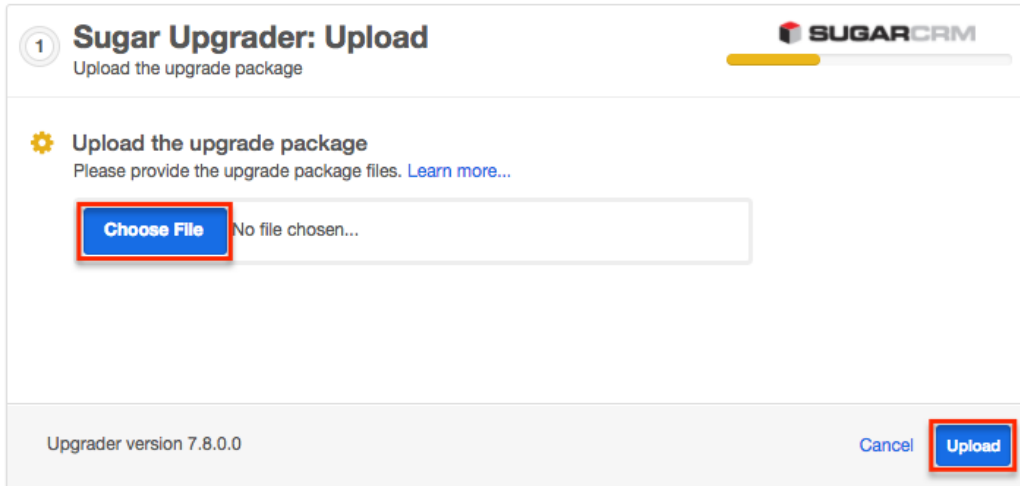 1
Sugar Upgrader: Upload
Upload the upgrade package
SUGARCRM
Upload the upgrade package
Please provide the upgrade package files. Learn more...
Choose File No file chosen...
Upgrader version 7.8.0.0
Cancel Upload